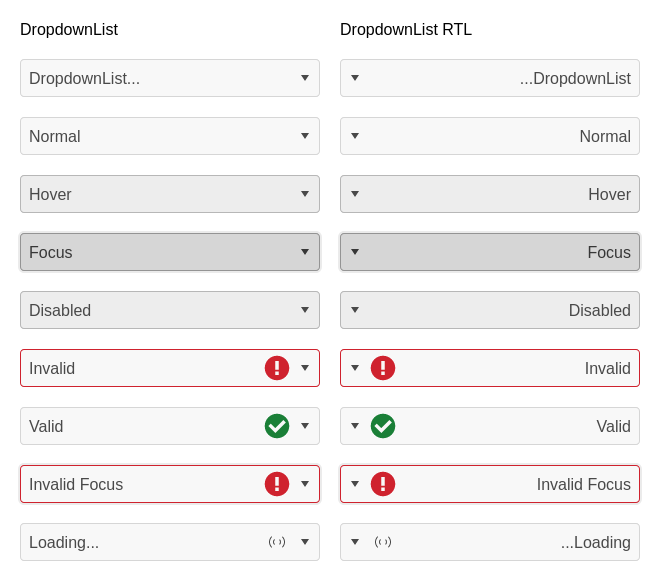 DropdownList
DropdownList RTL
DropdownList...
...DropdownList
Normal
Normal
Hover
Hover
Focus
Focus
Disabled
Disabled
Invalid
Invalid
Valid
Valid
Invalid Focus
Invalid Focus
Loading...
...Loading